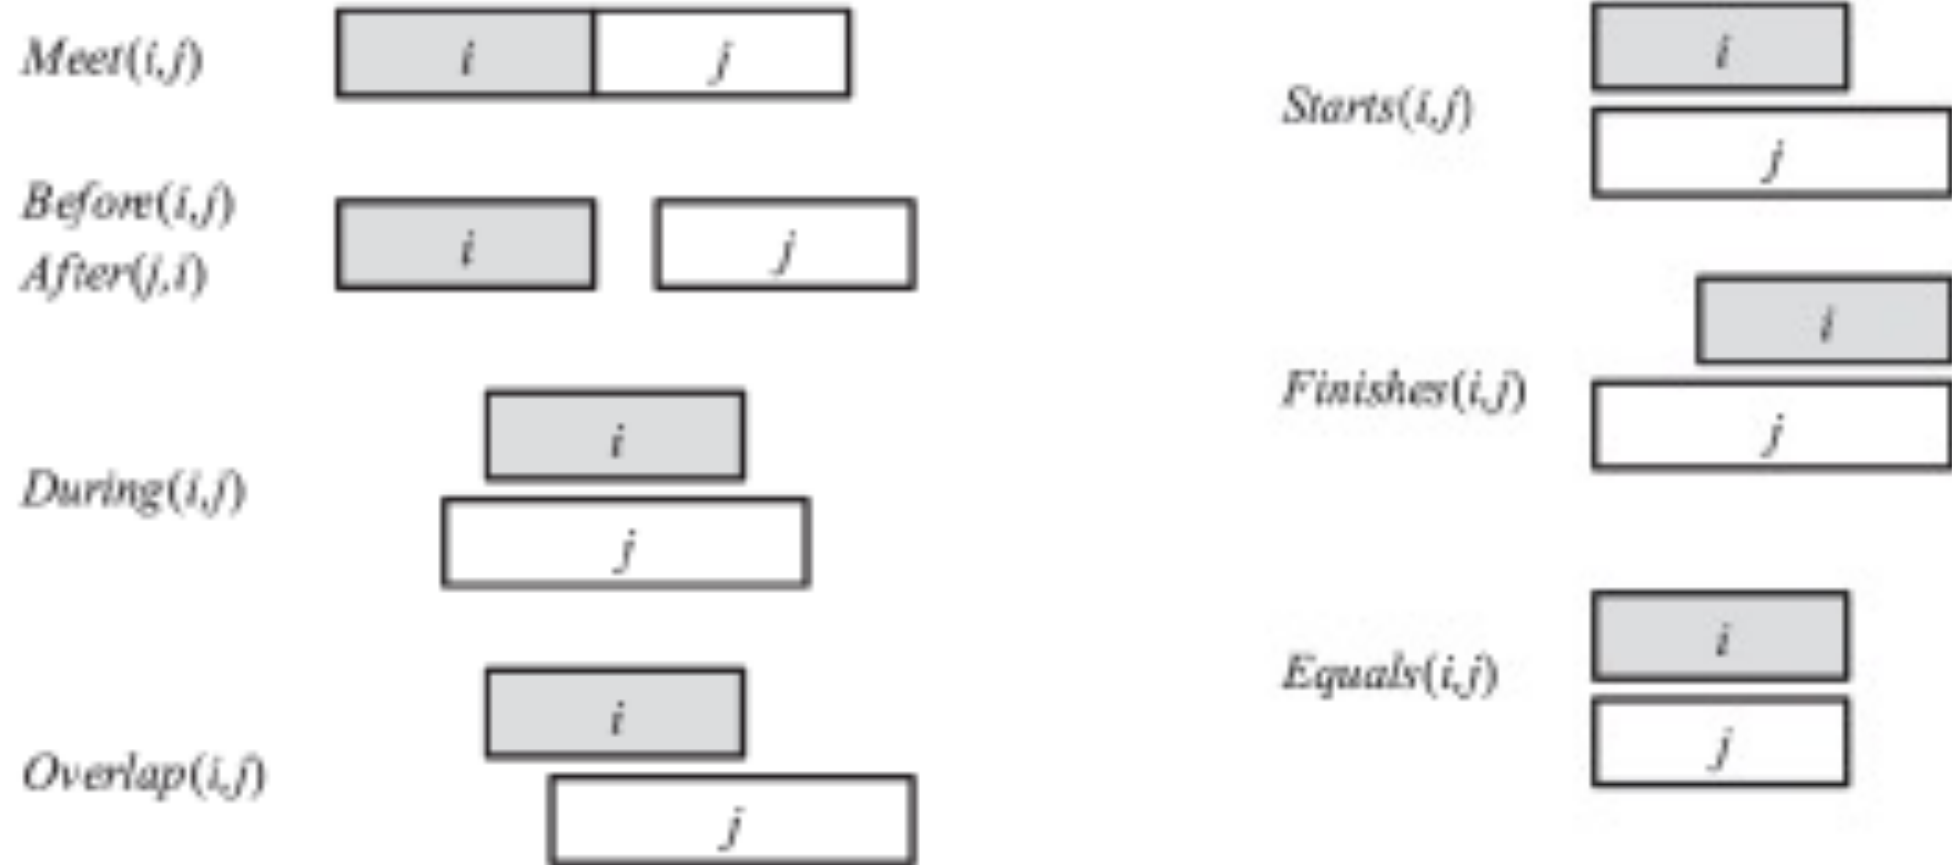 Meet(i,j)
i
j
Before(i,j)
After(j,i)
i
j
During(i,j)
i
j
Overlap(i,j)
i
j
Starts(i,j)
i
j
Finishes(i,j)
i
j
Equals(i,j)
i
j